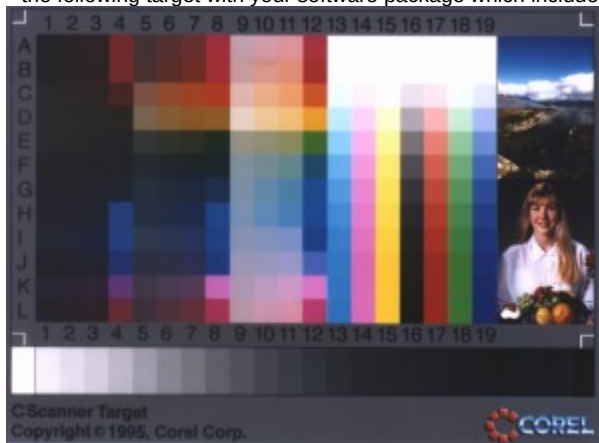 the following target with your software package which include
1 2 3 4 5 6 7 8 9 10 11 12 13 14 15 16 17 18 19
A
B
C
D
E
F
G
H
I
J
K
L
1 2 3 4 5 6 7 8 9 10 11 12 13 14 15 16 17 18 19
CScanner Target
Copyright © 1995, Corel Corp.
COREL